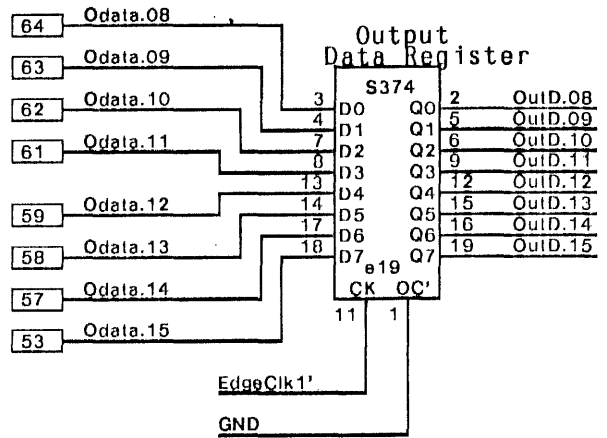 64 Odata.08
63 Odata.09
62 Odata.10
61 Odata.11
59 Odata.12
58 Odata.13
57 Odata.14
53 Odata.15
Output
Data Register
S374
3 D0 Q0 2 OutD.08
4 D1 Q1 5 OutD.09
7 D2 Q2 6 OutD.10
8 D3 Q3 9 OutD.11
13 D4 Q4 12 OutD.12
14 D5 Q5 15 OutD.13
17 D6 Q6 16 OutD.14
18 D7 Q7 19 OutD.15
e19
CK OC'
11 1
EdgeClk1'
GND